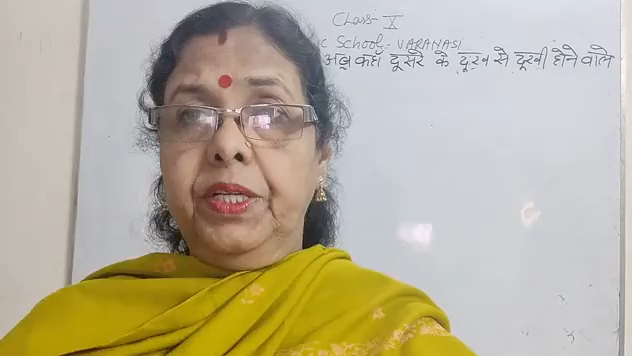 Class- X
c School,- VARANASI
अब कहाँ दूसरे के दूःख से दूखी होने वाले